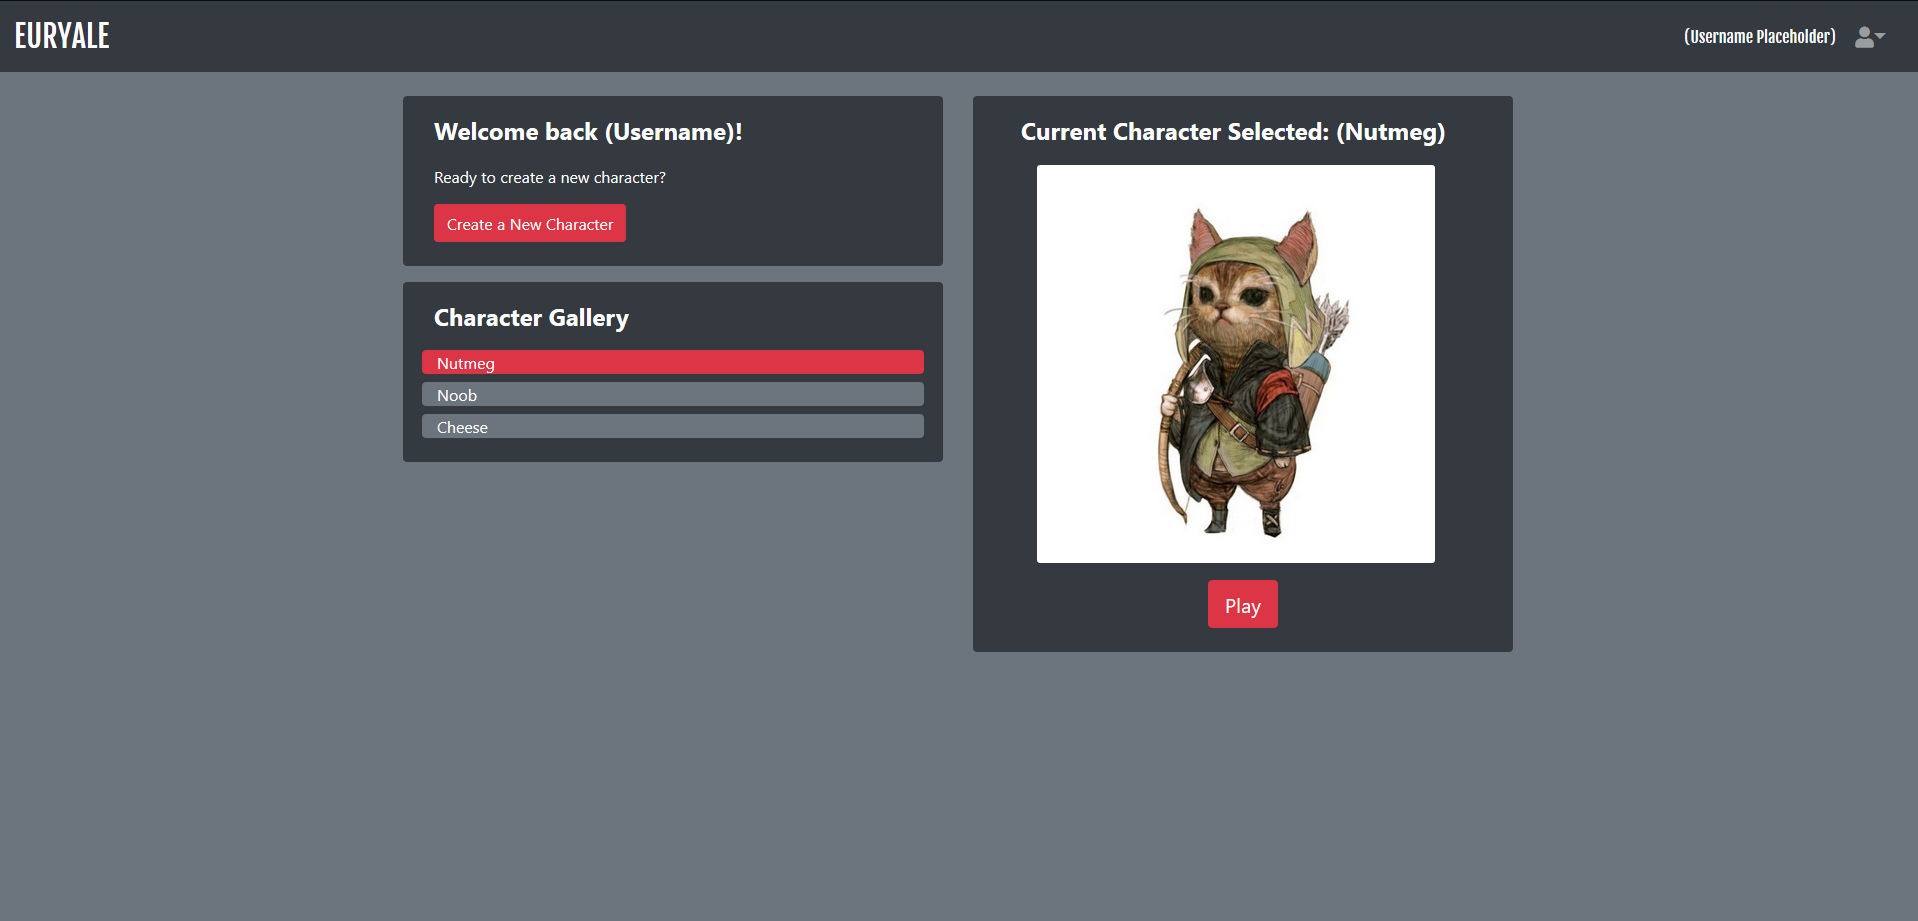 EURYALE
(Username Placeholder)
Welcome back (Username)!
Ready to create a new character?
Create a New Character
Character Gallery
Nutmeg
Noob
Cheese
Current Character Selected: (Nutmeg)
Play